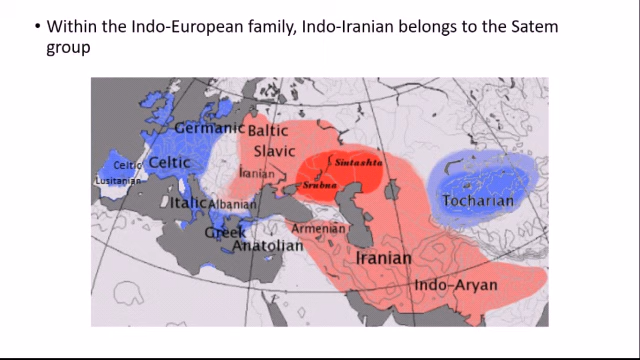 • Within the Indo-European family, Indo-Iranian belongs to the Satem
group
Germanic Baltic
Slavic
Celtic
Celtic
Lusitanian
Iranian
Sintashta
Srubna
Tocharian
Italic Albanian
Greek
Anatolian
Armenian
Iranian
Indo-Aryan